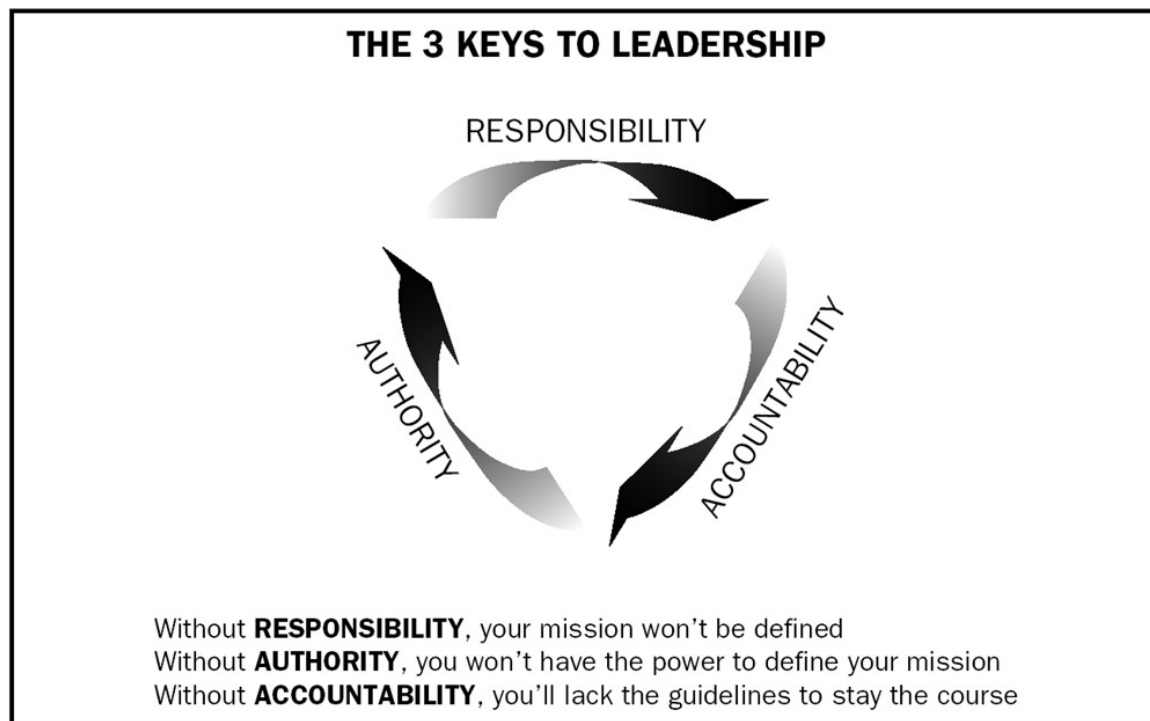 THE 3 KEYS TO LEADERSHIP
RESPONSIBILITY
AUTHORITY
ACCOUNTABILITY
Without RESPONSIBILITY, your mission won’t be defined
Without AUTHORITY, you won’t have the power to define your mission
Without ACCOUNTABILITY, you’ll lack the guidelines to stay the course